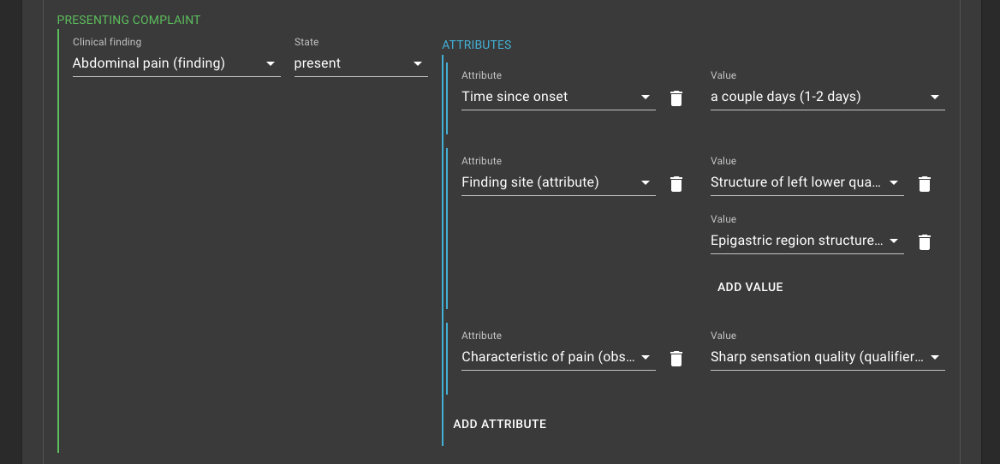 PRESENTING COMPLAINT
Clinical finding
Abdominal pain (finding)
State
present
ATTRIBUTES
Attribute
Time since onset
Value
a couple days (1-2 days)
Attribute
Finding site (attribute)
Value
Structure of left lower qua...
Value
Epigastric region structure...
ADD VALUE
Attribute
Characteristic of pain (obs...
Value
Sharp sensation quality (qualifier...
ADD ATTRIBUTE